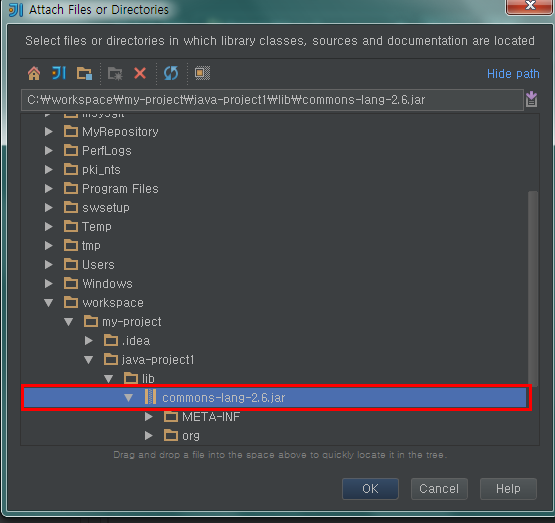 Attach Files or Directories
Select files or directories in which library classes, sources and documentation are located
Hide path
C:₩workspace₩my-project₩java-project1₩lib₩commons-lang-2.6.jar
msysgit
MyRepository
PerfLogs
pki_nts
Program Files
swsetup
Temp
tmp
Users
Windows
workspace
my-project
.idea
java-project1
lib
commons-lang-2.6.jar
META-INF
org
Drag and drop a file into the space above to quickly locate it in the tree.
OK Cancel Help